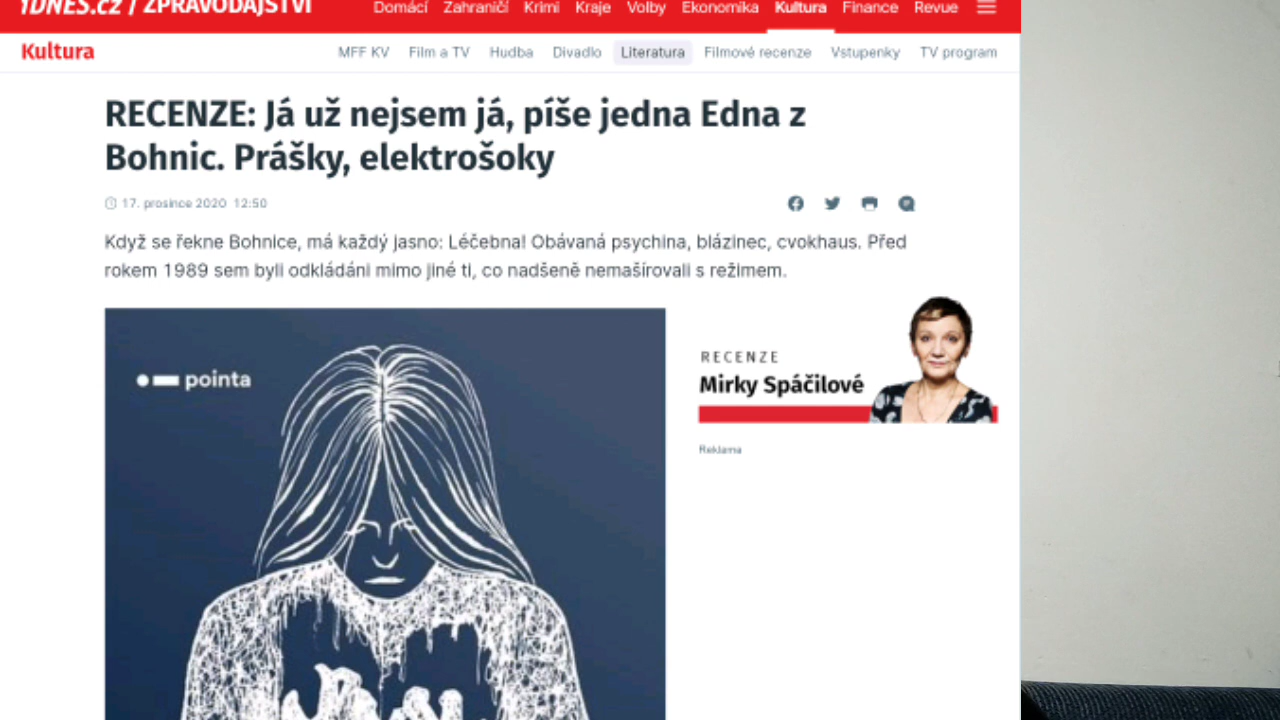 iDNES.cz / ZPRAVODAJSTVÍ
Domácí Zahraničí Krimi Kraje Volby Ekonomika Kultura Finance Revue
Kultura
MFF KV Film a TV Hudba Divadlo Literatura Filmové recenze Vstupenky TV program
RECENZE: Já už nejsem já, píše jedna Edna z
Bohnic. Prášky, elektrošoky
17. prosince 2020 12:50
Když se řekne Bohnice, má každý jasno: Léčebna! Obávaná psychina, blázinec, cvokhaus. Před
rokem 1989 sem byli odkládáni mimo jiné ti, co nadšeně nemašírovali s režimem.
pointa
RECENZE
Mirky Spáčilové
Reklama